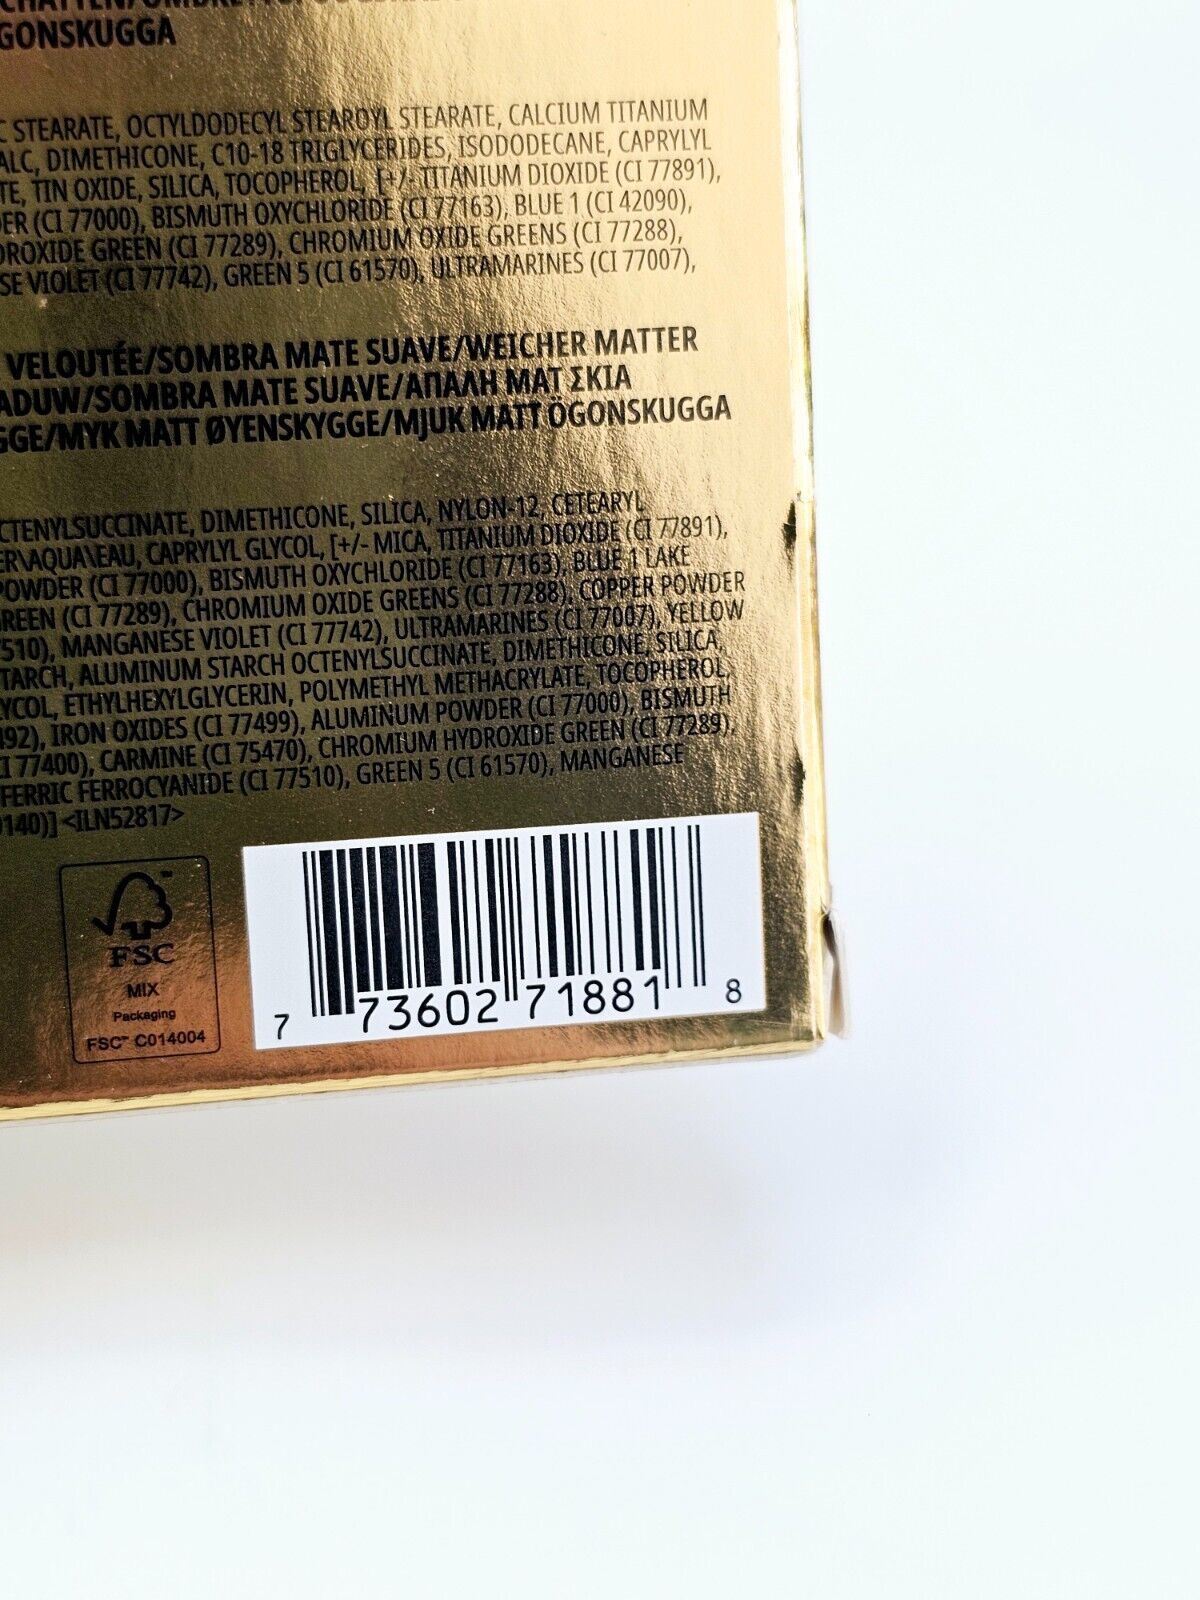 GONSKUGGA
C STEARATE, OCTYLDODECYL STEAROYL STEARATE, CALCIUM TITANIUM
ALC, DIMETHICONE, C10-18 TRIGLYCERIDES, ISODODECANE, CAPRYLYL
TE, TIN OXIDE, SILICA, TOCOPHEROL, [+/- TITANIUM DIOXIDE (CI 77891),
DER (CI 77000), BISMUTH OXYCHLORIDE (CI 77163), BLUE 1 (CI 42090),
DROXIDE GREEN (CI 77289), CHROMIUM OXIDE GREENS (CI 77288),
SE VIOLET (CI 77742), GREEN 5 (CI 61570), ULTRAMARINES (CI 77007),
VELOUTÉE/SOMBRA MATE SUAVE/WEICHER MATTER
ADUW/SOMBRA MATE SUAVE/ΑΠΑΛΗ ΜΑΤ ΣΚΙΑ
GGE/MYK MATT ØYENSKYGGE/MJUK MATT ÖGONSKUGGA
CTENYLSUCCINATE, DIMETHICONE, SILICA, NYLON-12, CETEARYL
ER\AQUA\EAU, CAPRYLYL GLYCOL, [+/- MICA, TITANIUM DIOXIDE (CI 77891),
POWDER (CI 77000), BISMUTH OXYCHLORIDE (CI 77163), BLUE 1 LAKE
REEN (CI 77289), CHROMIUM OXIDE GREENS (CI 77288), COPPER POWDER
510), MANGANESE VIOLET (CI 77742), ULTRAMARINES (CI 77007), YELLOW
TARCH, ALUMINUM STARCH OCTENYLSUCCINATE, DIMETHICONE, SILICA,
YCOL, ETHYLHEXYLGLYCERIN, POLYMETHYL METHACRYLATE, TOCOPHEROL,
492), IRON OXIDES (CI 77499), ALUMINUM POWDER (CI 77000), BISMUTH
I 77400), CARMINE (CI 75470), CHROMIUM HYDROXIDE GREEN (CI 77289),
FERRIC FERROCYANIDE (CI 77510), GREEN 5 (CI 61570), MANGANESE
0140)] <ILN52817>
FSC
MIX
Packaging
FSC™ C014004
7 73602 71881 8